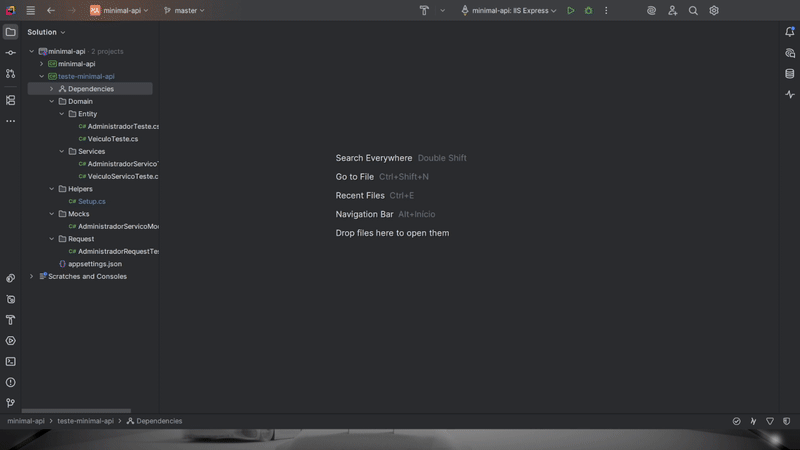 MA minimal-api
master
minimal-api: IIS Express
Solution
minimal-api · 2 projects
minimal-api
teste-minimal-api
Dependencies
Domain
Entity
C# AdministradorTeste.cs
C# VeiculoTeste.cs
Services
C# AdministradorServico
C# VeiculoServicoTeste.c
Helpers
C# Setup.cs
Mocks
C# AdministradorServicoMo
Request
C# AdministradorRequestTes
{} appsettings.json
Scratches and Consoles
Search Everywhere Double Shift
Go to File Ctrl+Shift+N
Recent Files Ctrl+E
Navigation Bar Alt+Início
Drop files here to open them
minimal-api > teste-minimal-api > Dependencies